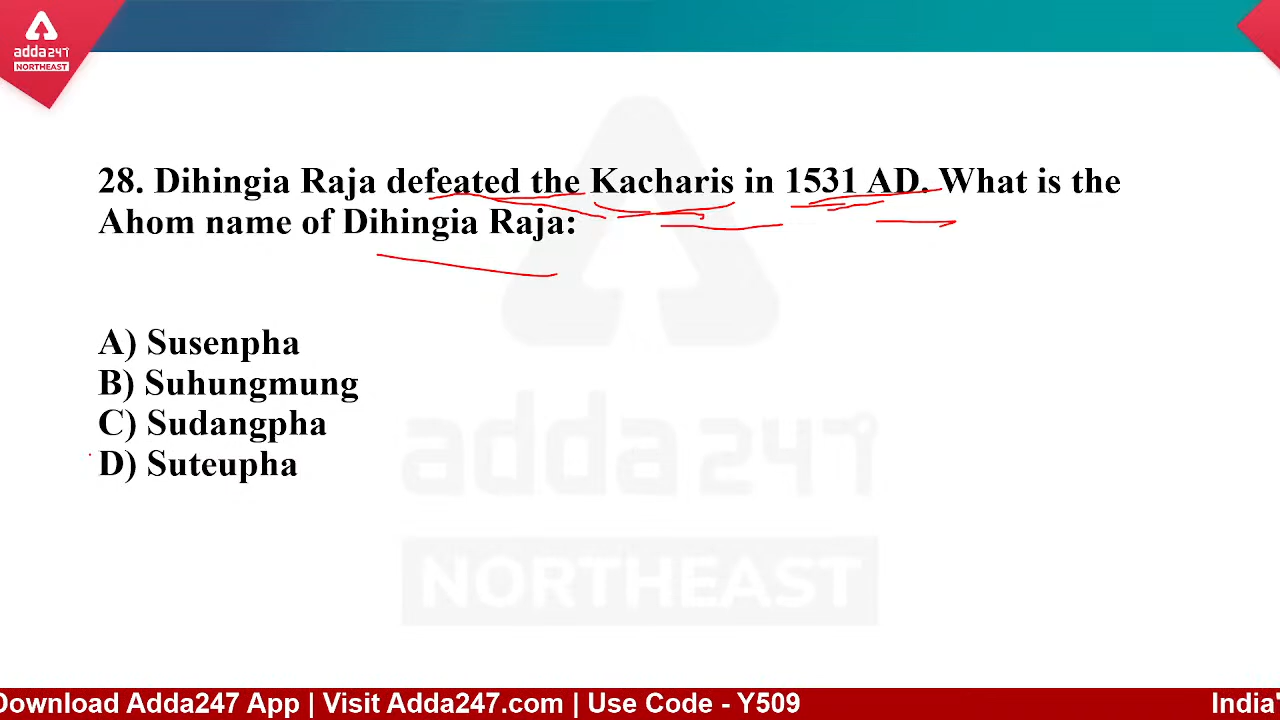 adda247
NORTHEAST
28. Dihingia Raja defeated the Kacharis in 1531 AD. What is the
Ahom name of Dihingia Raja:
A) Susenpha
B) Suhungmung
C) Sudangpha
D) Suteupha
adda247
NORTHEAST
Download Adda247 App | Visit Adda247.com | Use Code - Y509